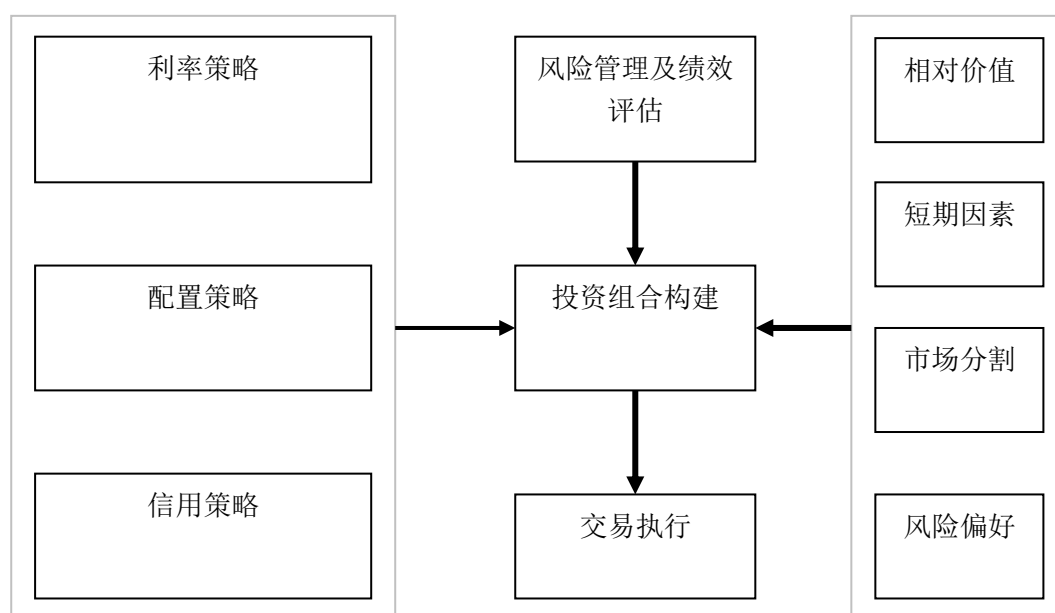 利率策略
配置策略
信用策略
风险管理及绩效
评估
投资组合构建
交易执行
相对价值
短期因素
市场分割
风险偏好